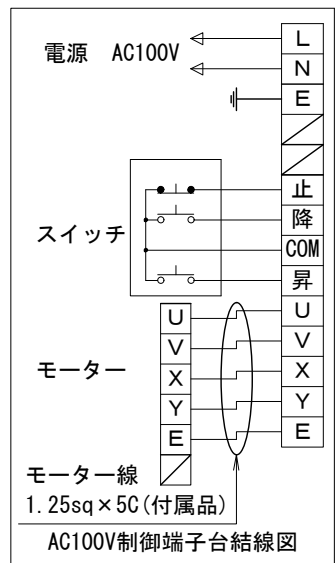 電源 AC100V
L
N
E
止
降
スイッチ
COM
昇
U
U
V
V
モーター
X
X
Y
Y
E
E
モーター線
1.25sq×5C(付属品)
AC100V制御端子台結線図